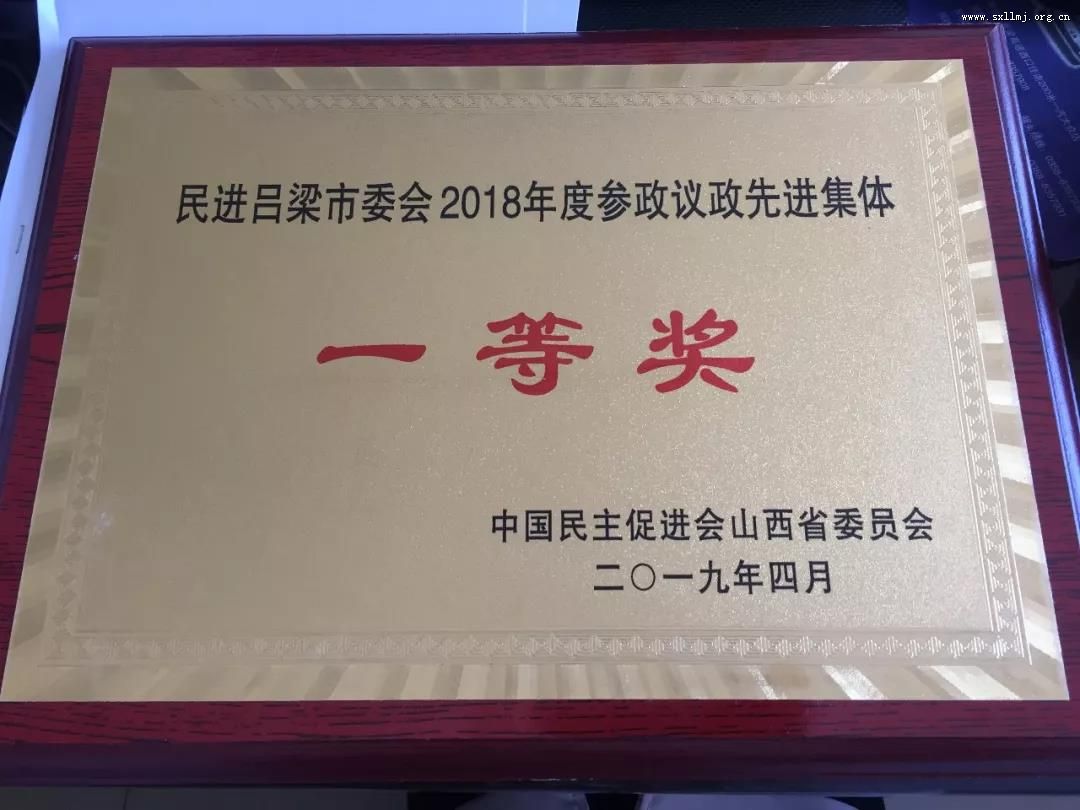 www.sxllmj.org.cn
民进吕梁市委会2018年度参政议政先进集体
一等奖
中国民主促进会山西省委员会
二〇一九年四月